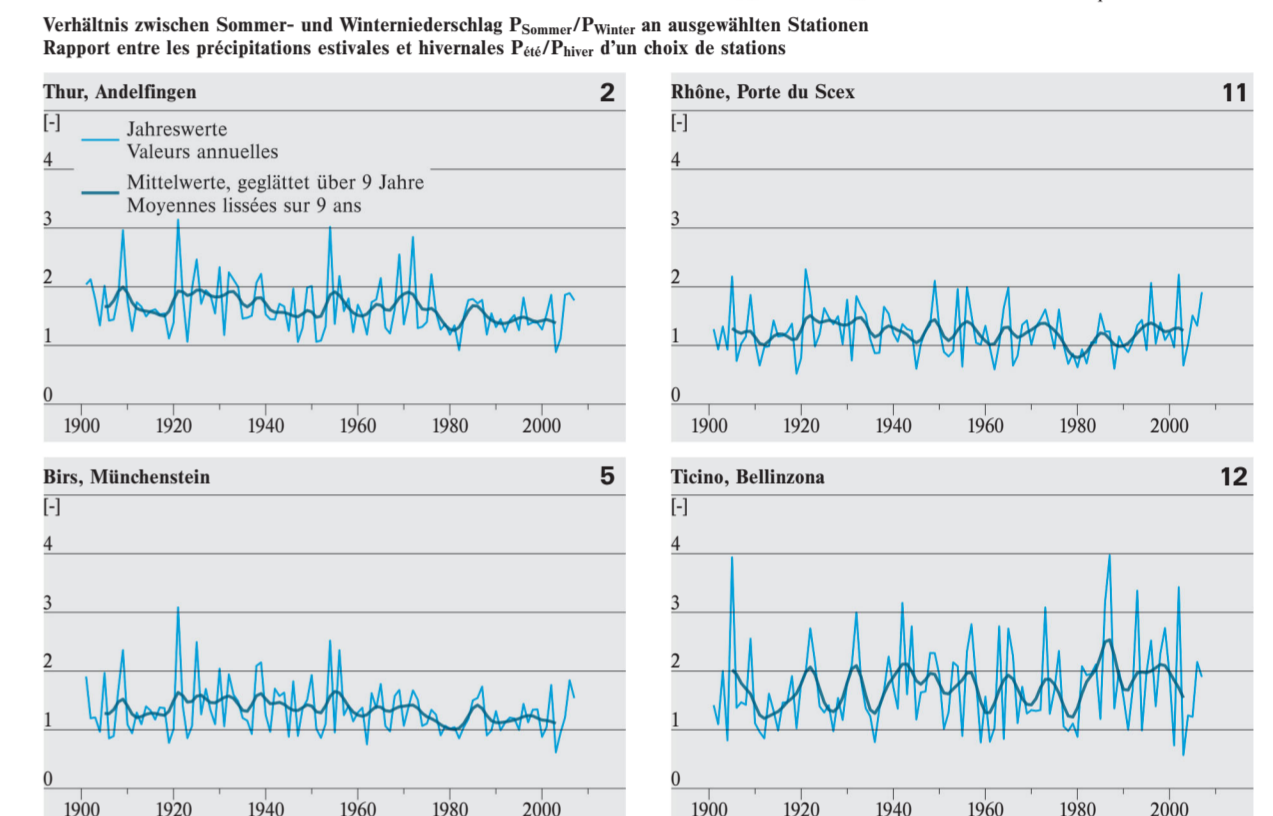 Verhältnis zwischen Sommer- und Winterniederschlag PSommer/PWinter an ausgewählten Stationen
Rapport entre les précipitations estivales et hivernales Pété/Phiver d'un choix de stations
Thur, Andelfingen 2
[-]
Jahreswerte
Valeurs annuelles
4
Mittelwerte, geglättet über 9 Jahre
Moyennes lissées sur 9 ans
3
2
1
0
1900 1920 1940 1960 1980 2000
Rhône, Porte du Scex 11
[-]
4
3
2
1
0
1900 1920 1940 1960 1980 2000
Birs, Münchenstein 5
[-]
4
3
2
1
0
1900 1920 1940 1960 1980 2000
Ticino, Bellinzona 12
[-]
4
3
2
1
0
1900 1920 1940 1960 1980 2000